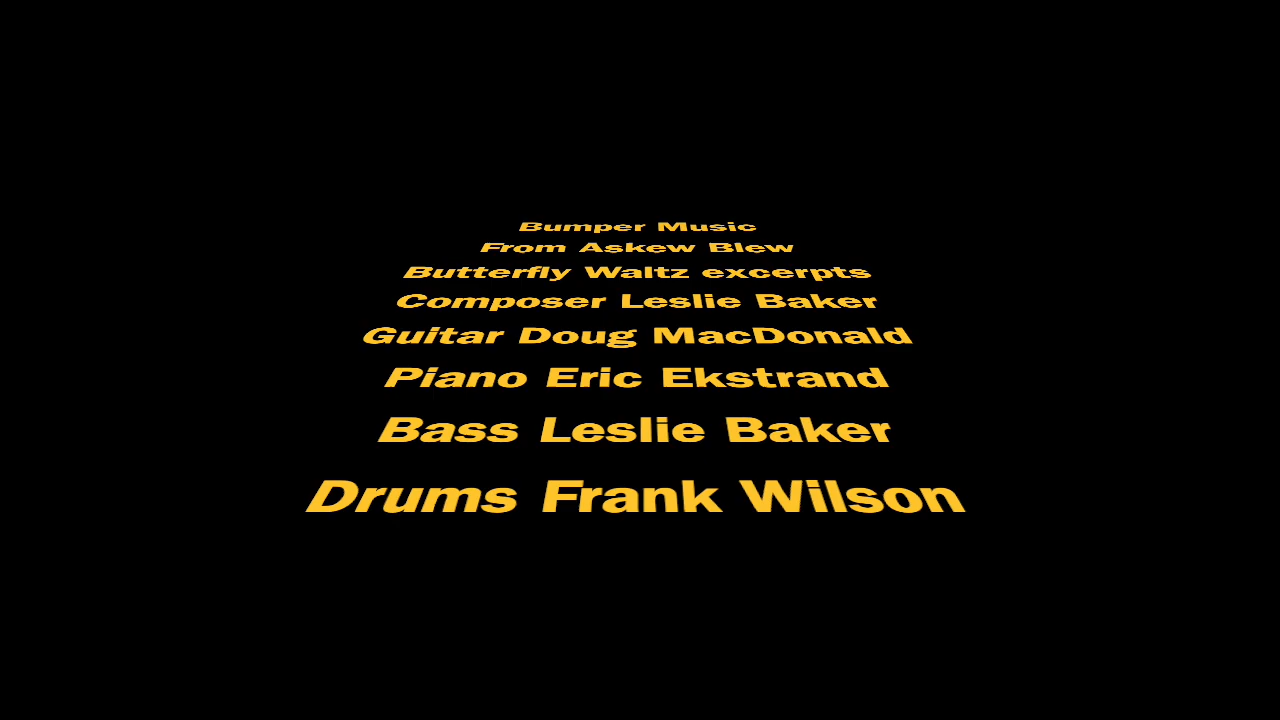 Bumper Music
From Askew Blew
Butterfly Waltz excerpts
Composer Leslie Baker
Guitar Doug MacDonald
Piano Eric Ekstrand
Bass Leslie Baker
Drums Frank Wilson